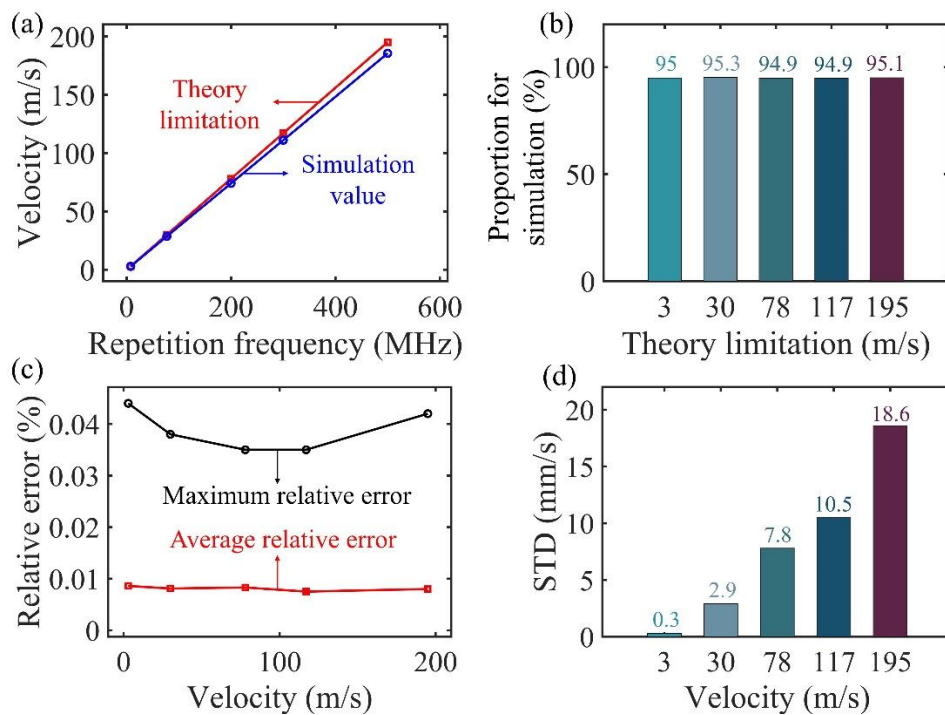 (a)
Velocity (m/s)
200
150
100
50
0
Theory
limitation
Simulation
value
0 200 400 600
Repetition frequency (MHz)
(b)
Proportion for
simulation (%)
100
50
0
95 95.3 94.9 94.9 95.1
3 30 78 117 195
Theory limitation (m/s)
(c)
Relative error (%)
0.04
0.03
0.02
0.01
0
Maximum relative error
Average relative error
0 100 200
Velocity (m/s)
(d)
STD (mm/s)
20
15
10
5
0
0.3
2.9
7.8
10.5
18.6
3 30 78 117 195
Velocity (m/s)